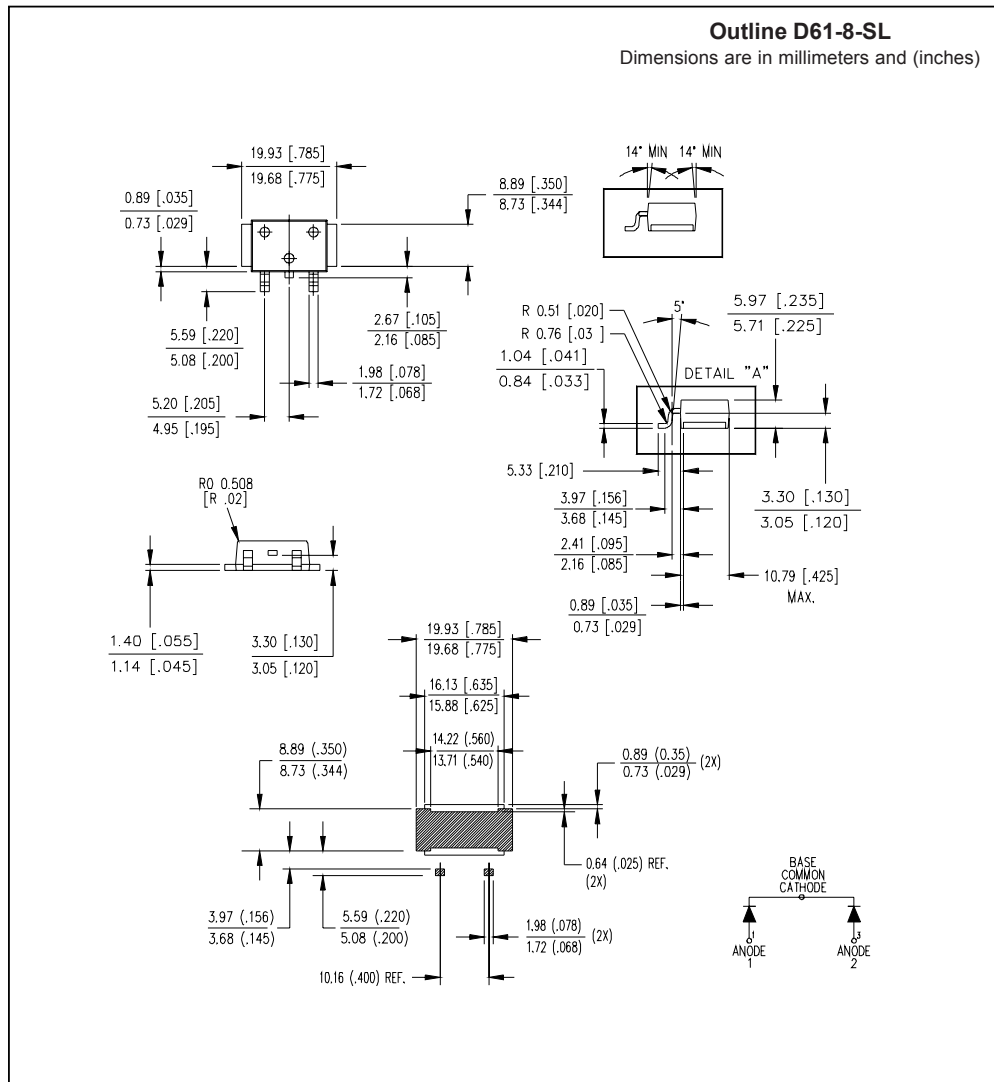 Outline D61-8-SL
Dimensions are in millimeters and (inches)
19.93 [.785]
19.68 [.775]
0.89 [.035]
0.73 [.029]
8.89 [.350]
8.73 [.344]
5.59 [.220]
5.08 [.200]
2.67 [.105]
2.16 [.085]
1.98 [.078]
1.72 [.068]
5.20 [.205]
4.95 [.195]
14° MIN 14° MIN
R 0.51 [.020]
R 0.76 [.03
5°
5.97 [.235]
5.71 [.225]
1.04 [.041]
0.84 [.033]
DETAIL "A"
5.33 [.210]
3.97 [.156]
3.68 [.145]
2.41 [.095]
2.16 [.085]
0.89 [.035]
0.73 [.029]
3.30 [.130]
3.05 [.120]
10.79 [.425]
MAX.
RO 0.508
[R .02]
1.40 [.055]
1.14 [.045]
3.30 [.130]
3.05 [.120]
19.93 [.785]
19.68 [.775]
16.13 [.635]
15.88 [.625]
14.22 (.560)
13.71 (.540)
8.89 (.350)
8.73 (.344)
0.89 (0.35) (2X)
0.73 (.029)
0.64 (.025) REF.
(2X)
3.97 (.156)
3.68 (.145)
5.59 (.220)
5.08 (.200)
1.98 (.078) (2X)
1.72 (.068)
10.16 (.400) REF.
BASE
COMMON
CATHODE
1
ANODE
1
3
ANODE
2